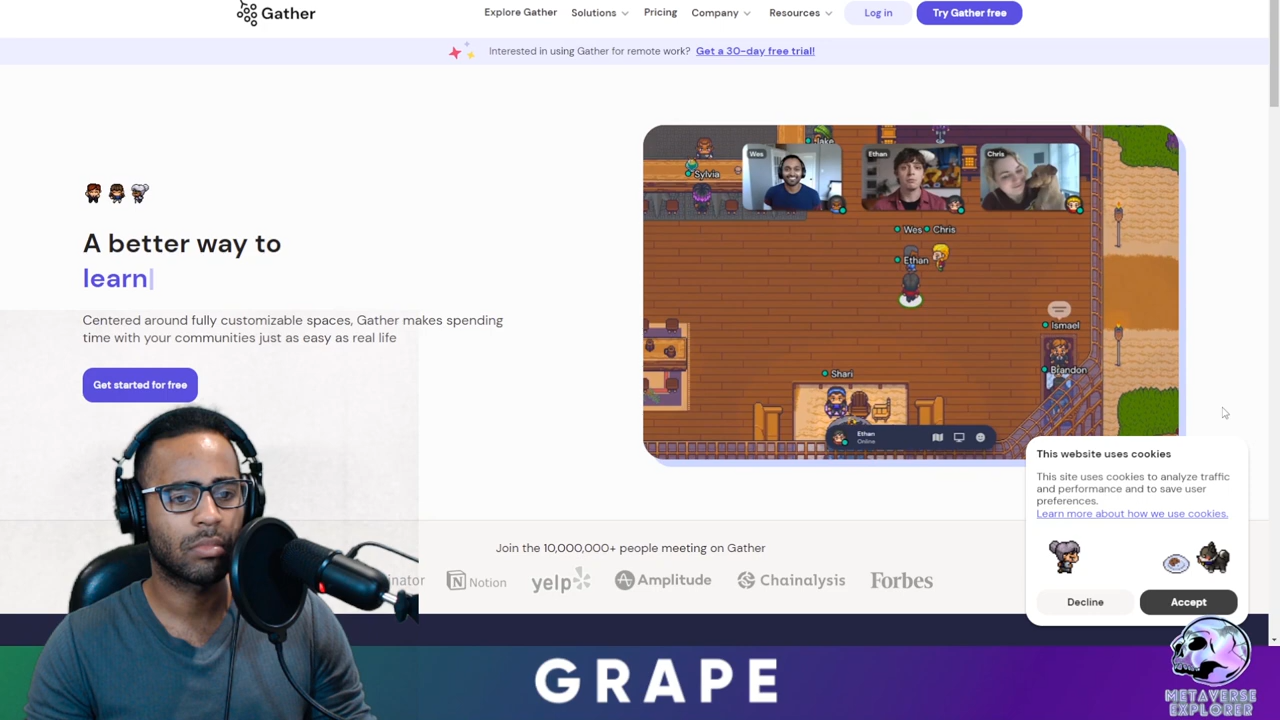 Gather
Explore Gather
Solutions
Pricing
Company
Resources
Log in
Try Gather free
Interested in using Gather for remote work? Get a 30-day free trial!
A better way to
learn
Centered around fully customizable spaces, Gather makes spending
time with your communities just as easy as real life
Get started for free
Jake
Wes
Ethan
Chris
Sylvia
Wes
Chris
Ethan
Ismael
Brandon
Shari
Ethan
Online
This website uses cookies
This site uses cookies to analyze traffic
and performance and to save user
preferences.
Learn more about how we use cookies.
Decline
Accept
Join the 10,000,000+ people meeting on Gather
inator
Notion
yelp
Amplitude
Chainalysis
Forbes
GRAPE
METAVERSE
EXPLORER